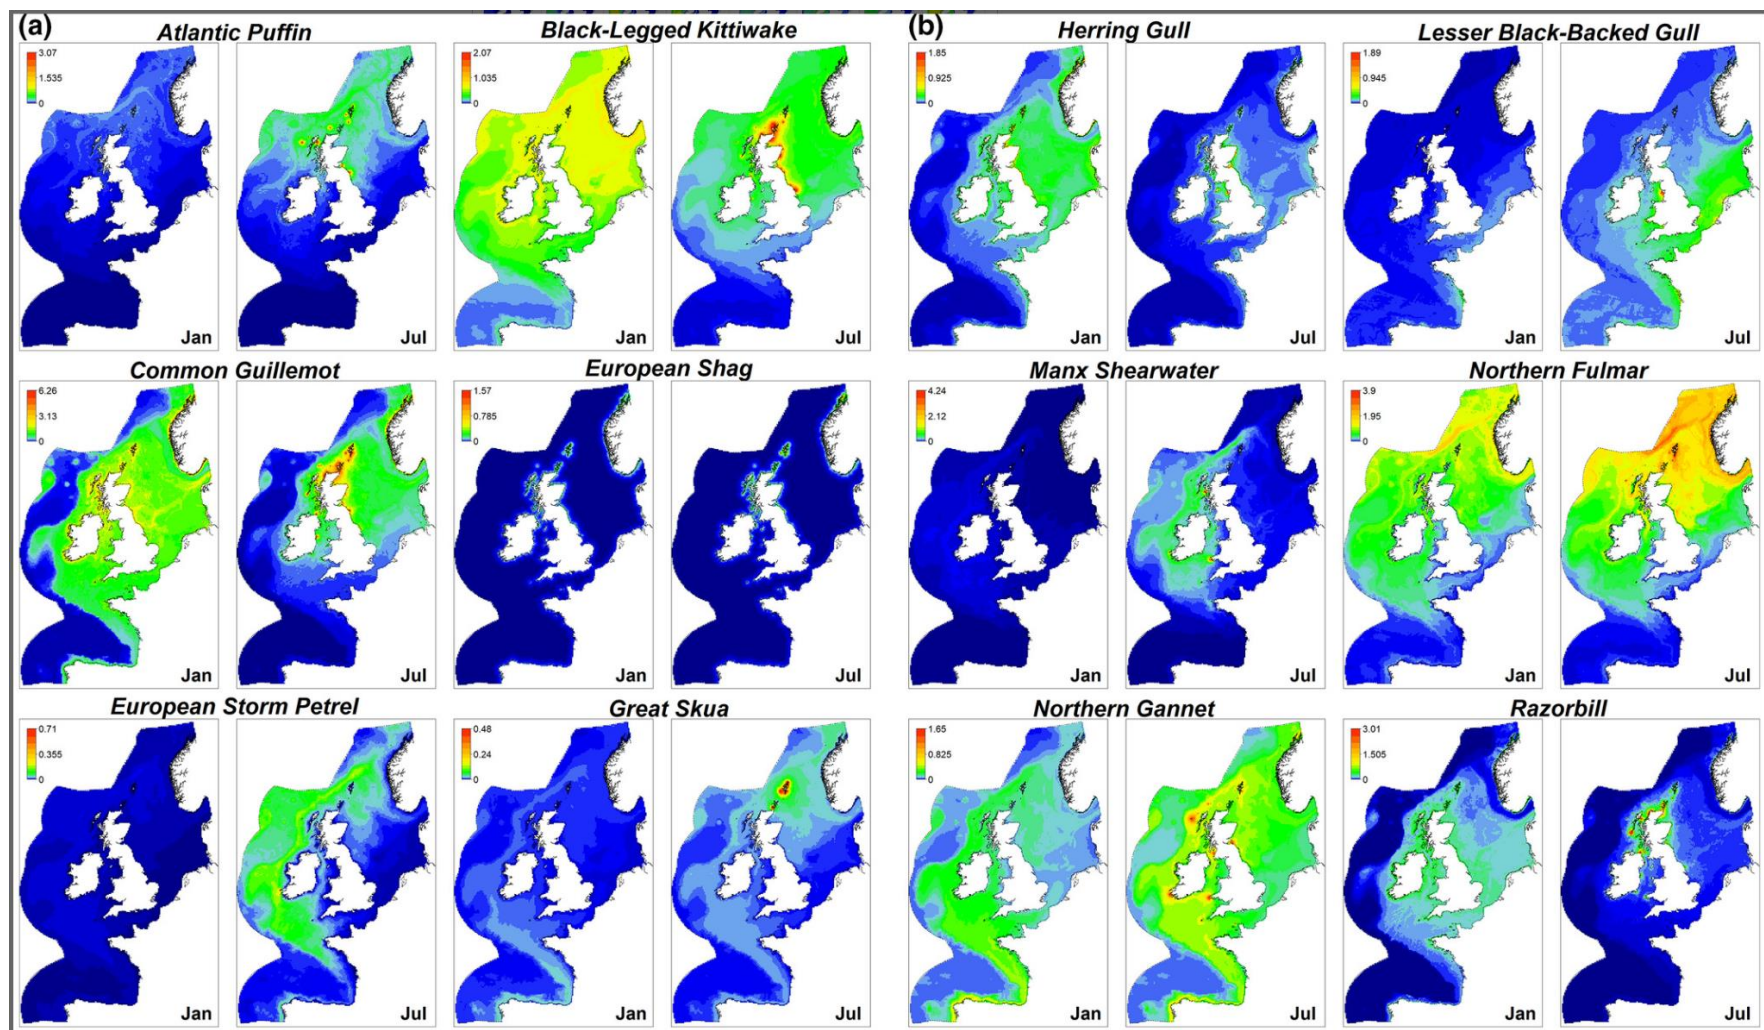 (a)
Atlantic Puffin
Black-Legged Kittiwake
(b)
Herring Gull
Lesser Black-Backed Gull
3.07
1.535
0
2.07
1.035
0
1.85
0.925
0
1.89
0.945
0
Jan
Jul
Jan
Jul
Jan
Jul
Jan
Jul
Common Guillemot
European Shag
Manx Shearwater
Northern Fulmar
6.26
3.13
0
1.57
0.785
0
4.24
2.12
0
3.9
1.95
0
Jan
Jul
Jan
Jul
Jan
Jul
Jan
Jul
European Storm Petrel
Great Skua
Northern Gannet
Razorbill
0.71
0.355
0
0.48
0.24
0
1.65
0.825
0
3.01
1.505
0
Jan
Jul
Jan
Jul
Jan
Jul
Jan
Jul